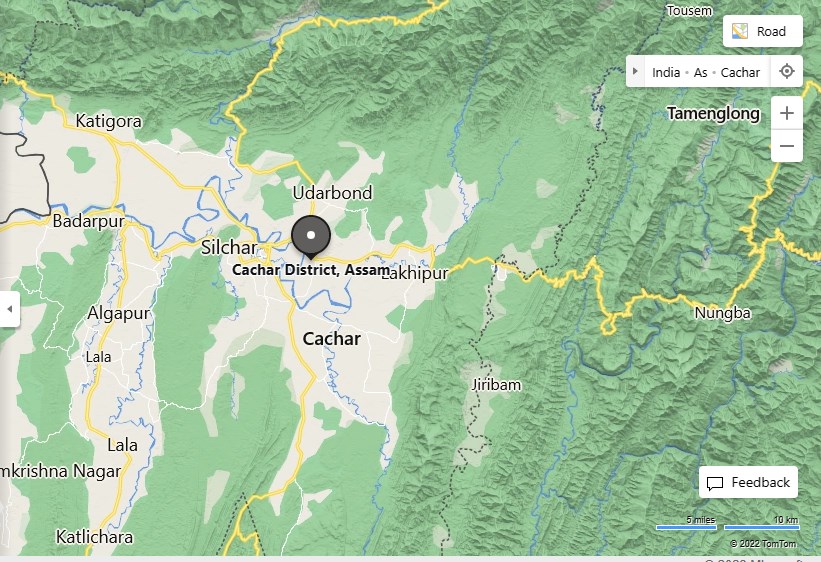 Tousem
Road
India • As • Cachar
Tamenglong
Katigora
Udarbond
Badarpur
Silchar
Cachar District, Assam
Lakhipur
Algapur
Nungba
Cachar
Lala
Jiribam
Lala
mkrishna Nagar
Feedback
5 miles
10 km
Katlichara
© 2022 TomTom